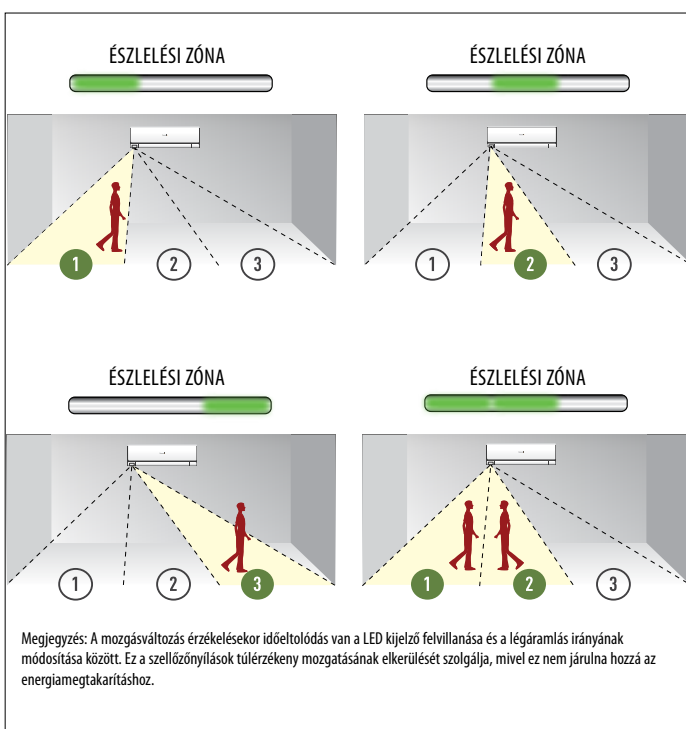 ÉSZLELÉSI ZÓNA
ÉSZLELÉSI ZÓNA
1
2
3
1
2
3
ÉSZLELÉSI ZÓNA
ÉSZLELÉSI ZÓNA
1
2
3
1
2
3
Megjegyzés: A mozgásváltozás érzékelésekor időeltolódás van a LED kijelző felvillanása és a légáramlás irányának
módosítása között. Ez a szellőzőnyílások túlérzékeny mozgatásának elkerülését szolgálja, mivel ez nem járulna hozzá az
energiamegtakarításhoz.